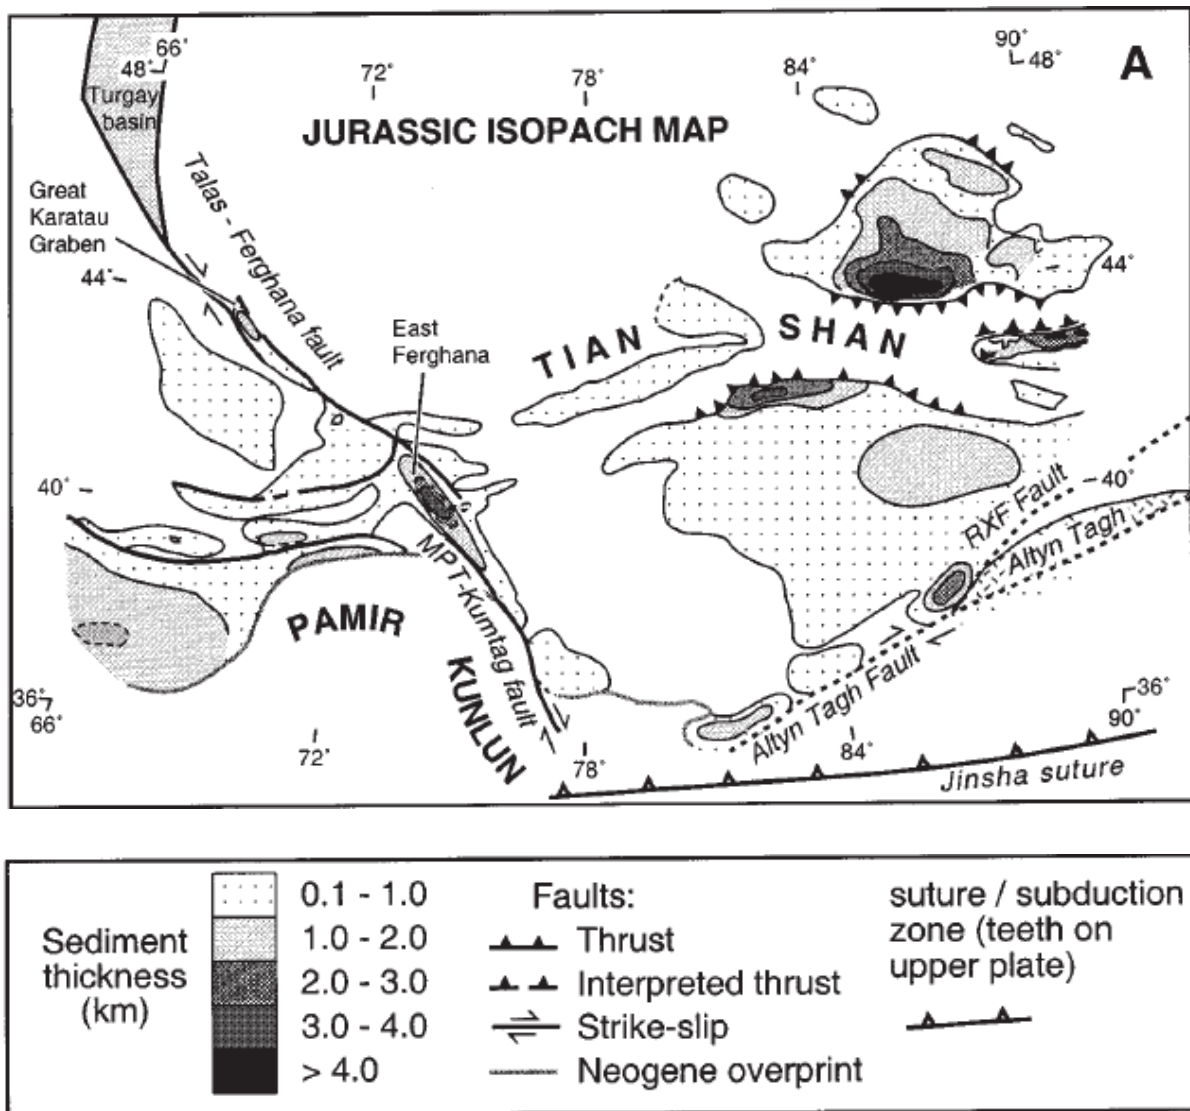 A
66°
48°
72°
78°
84°
90°
48°
Turgay
basin
JURASSIC ISOPACH MAP
Great
Karatau
Graben
Talas - Ferghana fault
44°
44°
East
Ferghana
TIAN SHAN
40°
40°
RXF Fault
Altyn Tagh
MPT-Kumtag fault
PAMIR
KUNLUN
Altyn Tagh Fault
36°
66°
72°
78°
84°
36°
90°
Jinsha suture
Sediment
thickness
(km)
0.1 - 1.0
1.0 - 2.0
2.0 - 3.0
3.0 - 4.0
> 4.0
Faults:
Thrust
Interpreted thrust
Strike-slip
Neogene overprint
suture / subduction
zone (teeth on
upper plate)